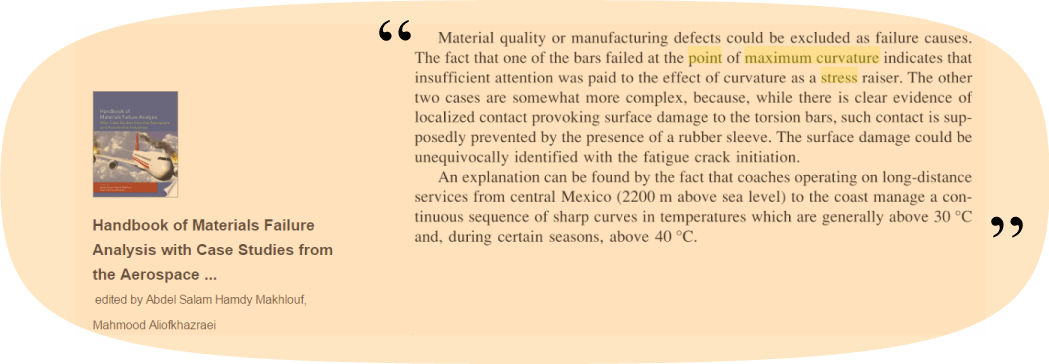 “
Material quality or manufacturing defects could be excluded as failure causes.
The fact that one of the bars failed at the point of maximum curvature indicates that
insufficient attention was paid to the effect of curvature as a stress raiser. The other
two cases are somewhat more complex, because, while there is clear evidence of
localized contact provoking surface damage to the torsion bars, such contact is sup-
posedly prevented by the presence of a rubber sleeve. The surface damage could be
unequivocally identified with the fatigue crack initiation.
An explanation can be found by the fact that coaches operating on long-distance
services from central Mexico (2200 m above sea level) to the coast manage a con-
tinuous sequence of sharp curves in temperatures which are generally above 30 °C
and, during certain seasons, above 40 °C.
”
Handbook of
Materials Failure Analysis
Handbook of Materials Failure
Analysis with Case Studies from
the Aerospace ...
edited by Abdel Salam Hamdy Makhlouf,
Mahmood Aliofkhazraei